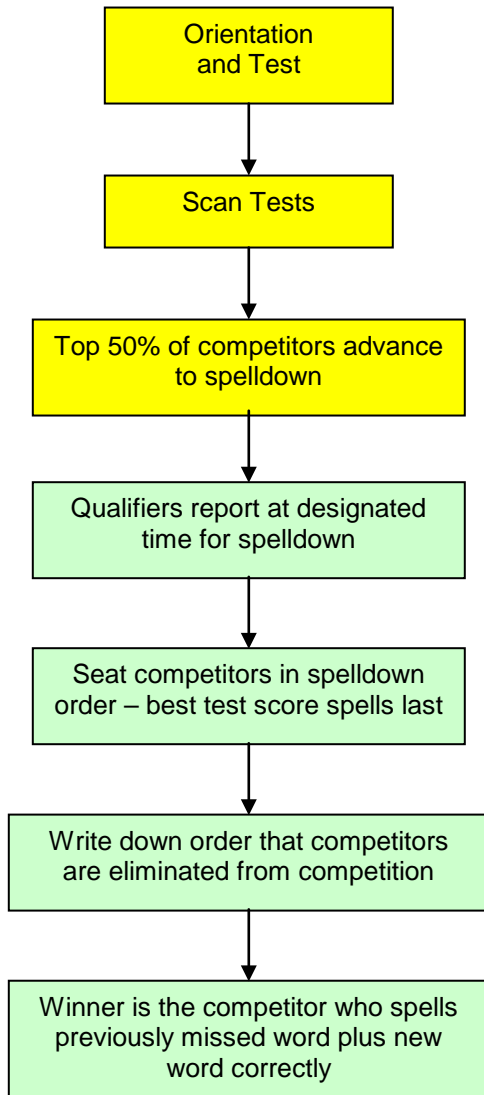 Orientation
and Test
Scan Tests
Top 50% of competitors advance
to spelldown
Qualifiers report at designated
time for spelldown
Seat competitors in spelldown
order – best test score spells last
Write down order that competitors
are eliminated from competition
Winner is the competitor who spells
previously missed word plus new
word correctly